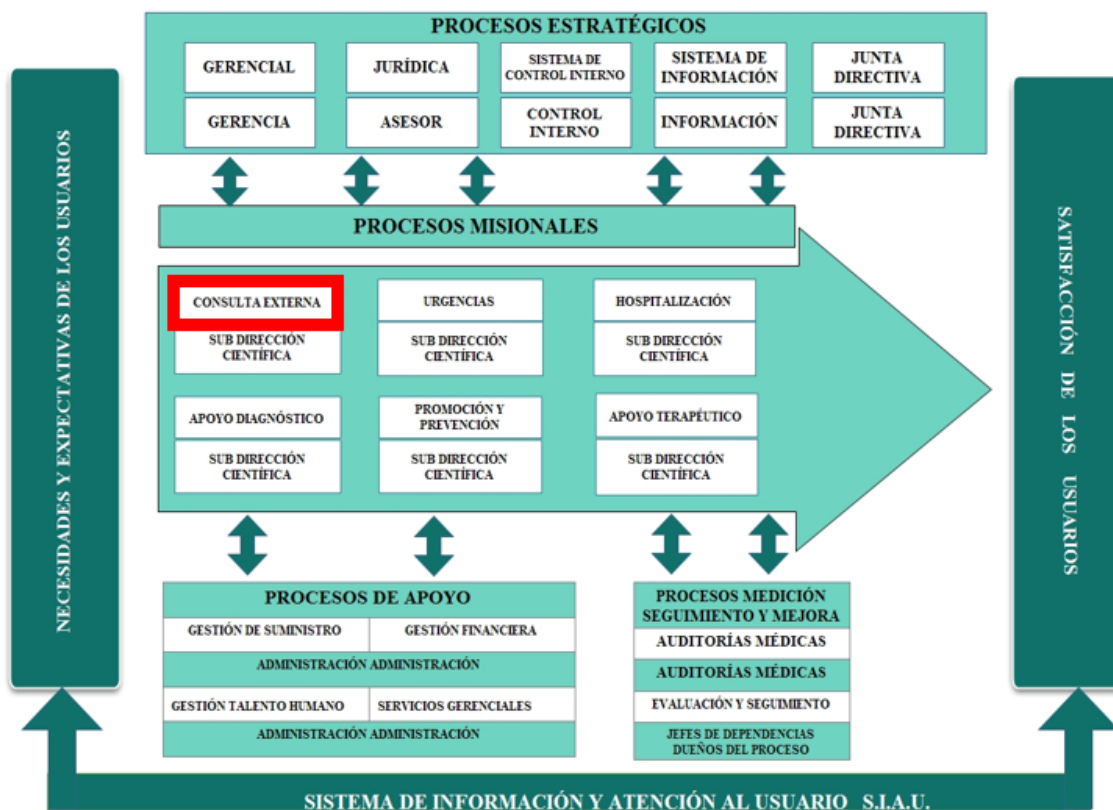 PROCESOS ESTRATÉGICOS
GERENCIAL
JURÍDICA
SISTEMA DE
CONTROL INTERNO
SISTEMA DE
INFORMACIÓN
JUNTA
DIRECTIVA
GERENCIA
ASESOR
CONTROL
INTERNO
INFORMACIÓN
JUNTA
DIRECTIVA
NECESIDADES Y EXPECTATIVAS DE LOS USUARIOS
PROCESOS MISIONALES
CONSULTA EXTERNA
URGENCIAS
HOSPITALIZACIÓN
SUB DIRECCIÓN
CIENTÍFICA
SUB DIRECCIÓN
CIENTÍFICA
SUB DIRECCIÓN
CIENTÍFICA
APOYO DIAGNÓSTICO
PROMOCIÓN Y
PREVENCIÓN
APOYO TERAPÉUTICO
SUB DIRECCIÓN
CIENTÍFICA
SUB DIRECCIÓN
CIENTÍFICA
SUB DIRECCIÓN
CIENTÍFICA
SATISFACCIÓN DE LOS USUARIOS
PROCESOS DE APOYO
GESTIÓN DE SUMINISTRO
GESTIÓN FINANCIERA
ADMINISTRACIÓN ADMINISTRACIÓN
GESTIÓN TALENTO HUMANO
SERVICIOS GERENCIALES
ADMINISTRACIÓN ADMINISTRACIÓN
PROCESOS MEDICIÓN
SEGUIMIENTO Y MEJORA
AUDITORÍAS MÉDICAS
AUDITORÍAS MÉDICAS
EVALUACIÓN Y SEGUIMIENTO
JEFES DE DEPENDENCIAS
DUEÑOS DEL PROCESO
SISTEMA DE INFORMACIÓN Y ATENCIÓN AL USUARIO S.I.A.U.